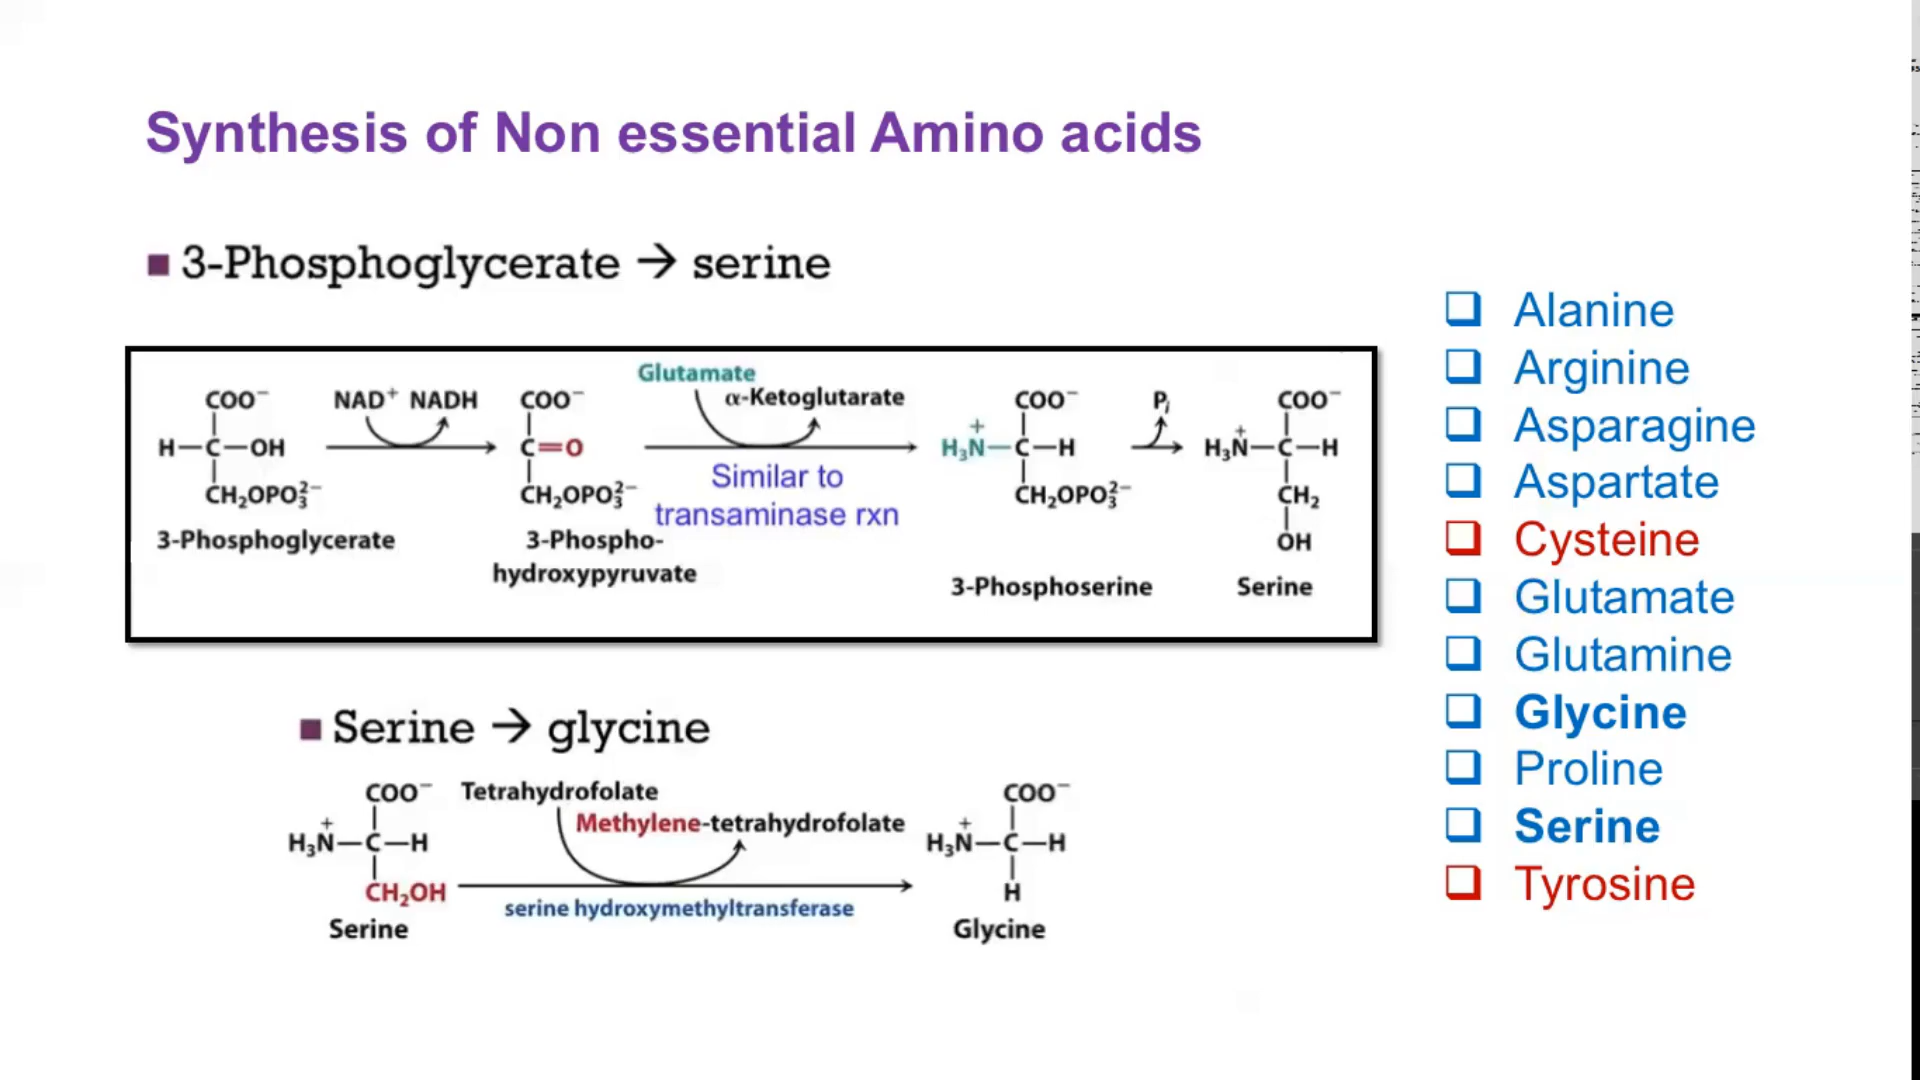 Synthesis of Non essential Amino acids
■ 3-Phosphoglycerate → serine
Glutamate
COO⁻ NAD⁺ NADH COO⁻ α-Ketoglutarate COO⁻ Pᵢ COO⁻
H—C—OH C=O H₃N⁺—C—H H₃N⁺—C—H
CH₂OPO₃²⁻ CH₂OPO₃²⁻ CH₂OPO₃²⁻ CH₂
Similar to
transaminase rxn
OH
3-Phosphoglycerate 3-Phospho-
hydroxypyruvate
3-Phosphoserine Serine
■ Serine → glycine
COO⁻ Tetrahydrofolate COO⁻
Methylene-tetrahydrofolate
H₃N⁺—C—H H₃N⁺—C—H
CH₂OH H
serine hydroxymethyltransferase
Serine Glycine
❑ Alanine
❑ Arginine
❑ Asparagine
❑ Aspartate
❑ Cysteine
❑ Glutamate
❑ Glutamine
❑ Glycine
❑ Proline
❑ Serine
❑ Tyrosine